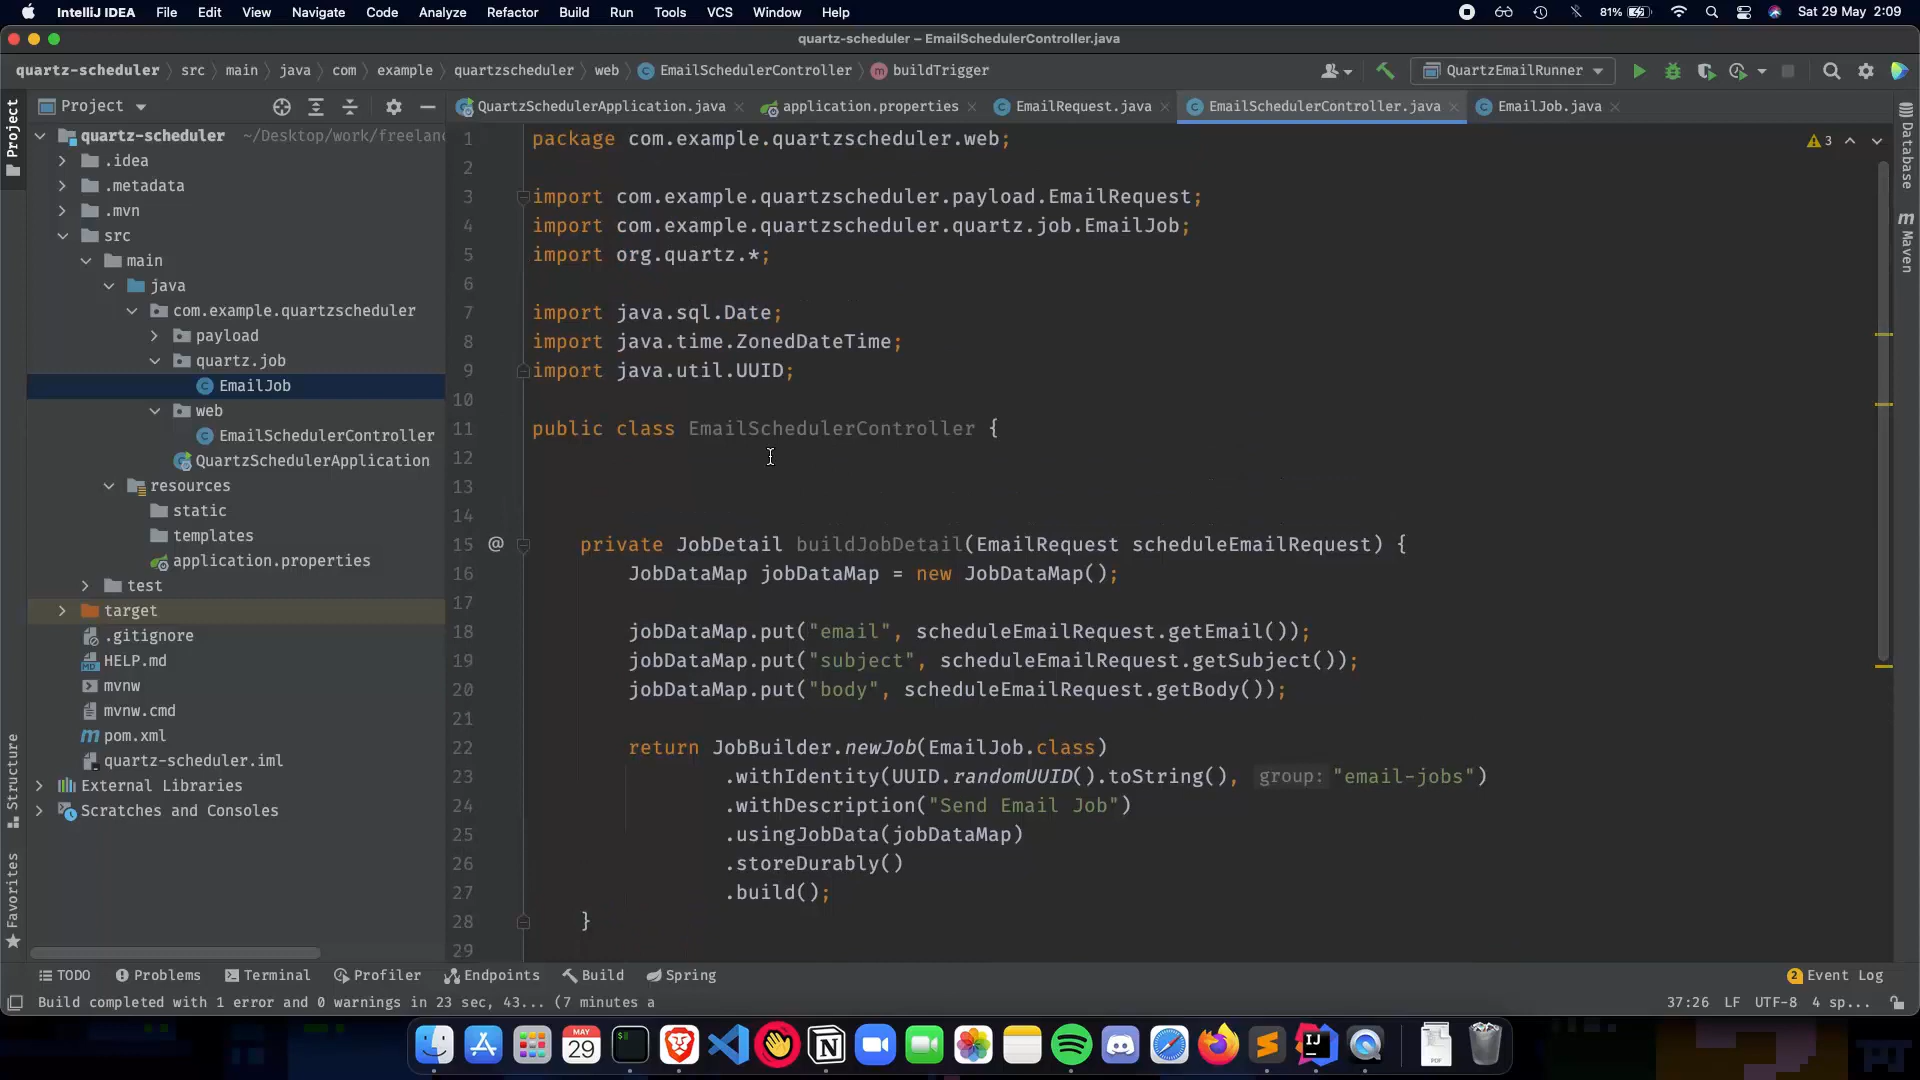 IntelliJ IDEA File Edit View Navigate Code Analyze Refactor Build Run Tools VCS Window Help 81% Sat 29 May 2:09
quartz-scheduler – EmailSchedulerController.java
quartz-scheduler src main java com example quartzscheduler web EmailSchedulerController buildTrigger QuartzEmailRunner
Project QuartzSchedulerApplication.java application.properties EmailRequest.java EmailSchedulerController.java EmailJob.java
Project
Structure
Favorites
quartz-scheduler ~/Desktop/work/freelanc
.idea
.metadata
.mvn
src
main
java
com.example.quartzscheduler
payload
quartz.job
EmailJob
web
EmailSchedulerController
QuartzSchedulerApplication
resources
static
templates
application.properties
test
target
.gitignore
HELP.md
mvnw
mvnw.cmd
pom.xml
quartz-scheduler.iml
External Libraries
Scratches and Consoles
1 package com.example.quartzscheduler.web;
2
3 import com.example.quartzscheduler.payload.EmailRequest;
4 import com.example.quartzscheduler.quartz.job.EmailJob;
5 import org.quartz.*;
6
7 import java.sql.Date;
8 import java.time.ZonedDateTime;
9 import java.util.UUID;
10
11 public class EmailSchedulerController {
12
13
14
15 @ private JobDetail buildJobDetail(EmailRequest scheduleEmailRequest) {
16 JobDataMap jobDataMap = new JobDataMap();
17
18 jobDataMap.put("email", scheduleEmailRequest.getEmail());
19 jobDataMap.put("subject", scheduleEmailRequest.getSubject());
20 jobDataMap.put("body", scheduleEmailRequest.getBody());
21
22 return JobBuilder.newJob(EmailJob.class)
23 .withIdentity(UUID.randomUUID().toString(), group: "email-jobs")
24 .withDescription("Send Email Job")
25 .usingJobData(jobDataMap)
26 .storeDurably()
27 .build();
28 }
29
3
Database
Maven
TODO Problems Terminal Profiler Endpoints Build Spring 2 Event Log
Build completed with 1 error and 0 warnings in 23 sec, 43... (7 minutes a 37:26 LF UTF-8 4 sp...
MAY
29
IJ
PDF